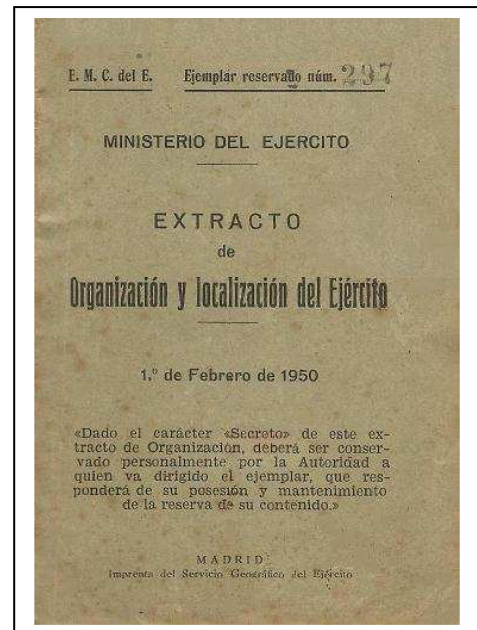 E. M. C. del E. Ejemplar reservado núm. 297
MINISTERIO DEL EJERCITO
EXTRACTO
de
Organización y localización del Ejército
1.º de Febrero de 1950
«Dado el carácter «Secreto» de este ex-
tracto de Organización, deberá ser conser-
vado personalmente por la Autoridad a
quien va dirigido el ejemplar, que res-
ponderá de su posesión y mantenimiento
de la reserva de su contenido.»
MADRID
Imprenta del Servicio Geográfico del Ejército